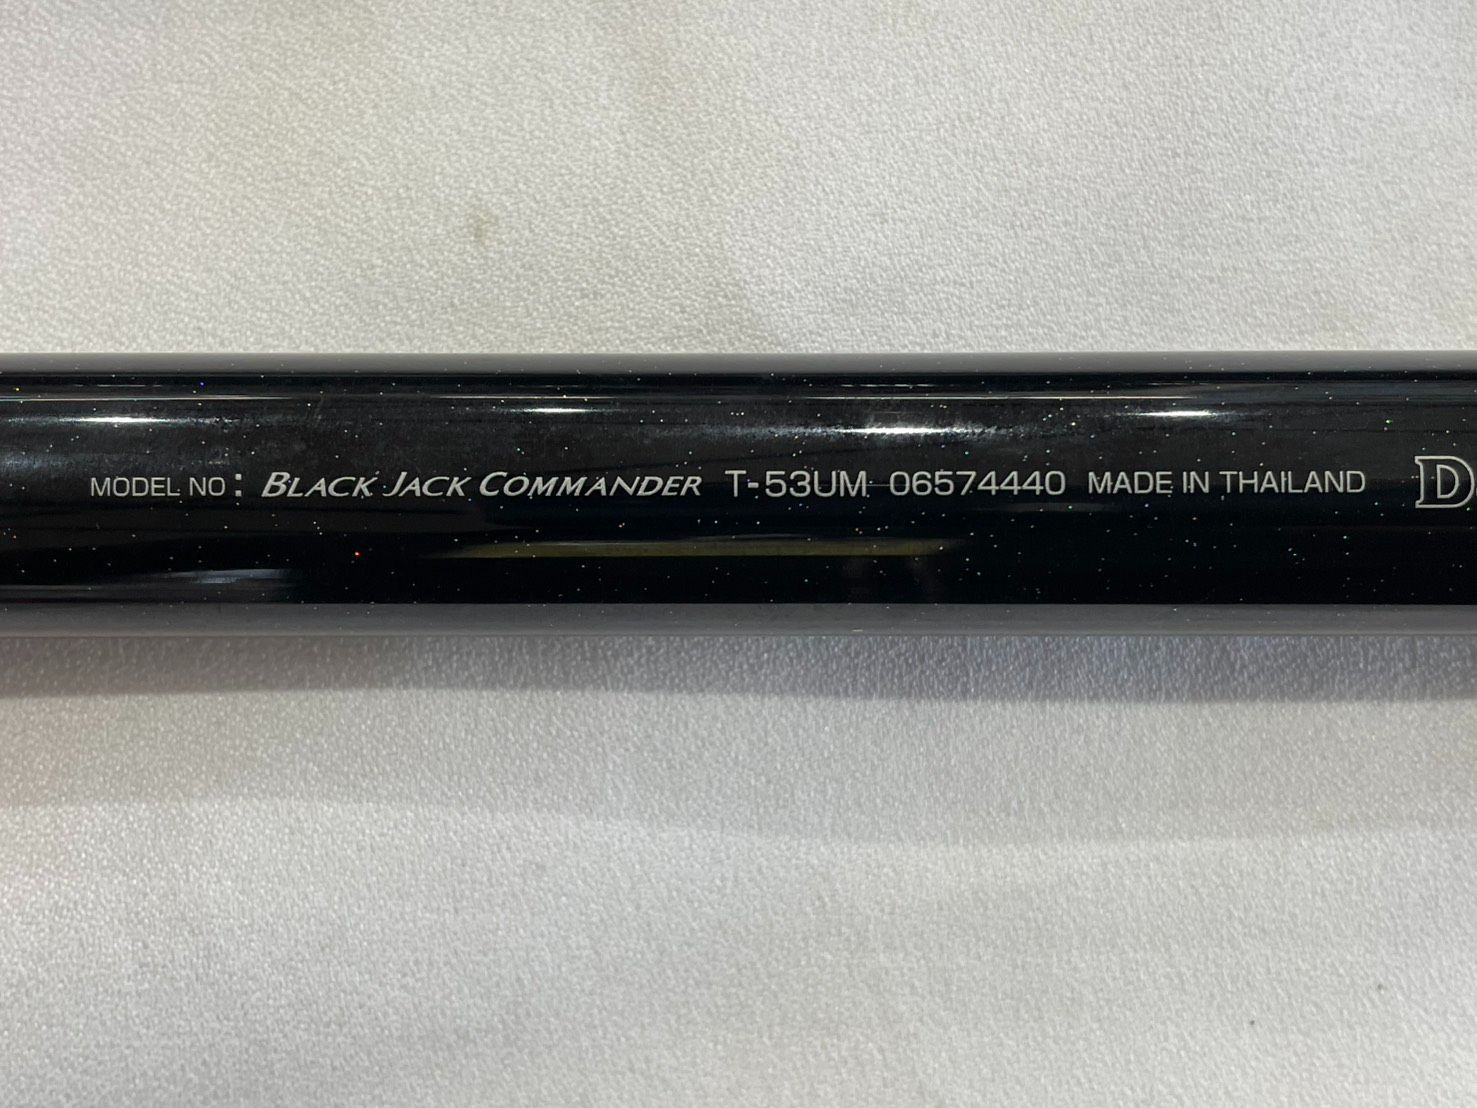 MODEL NO : BLACK JACK COMMANDER T-53UM 06574440 MADE IN THAILAND D